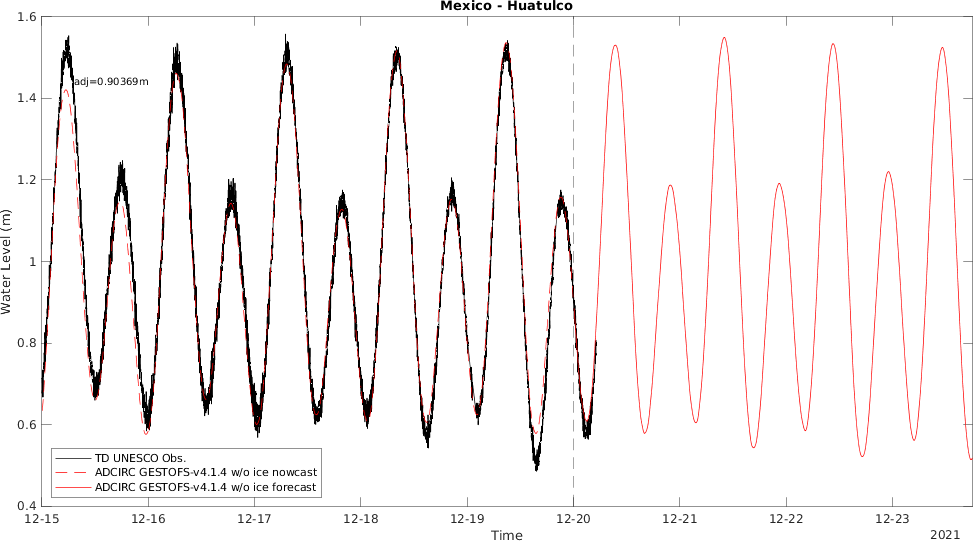 Mexico - Huatulco
1.6
1.4
1.2
1
0.8
0.6
0.4
Water Level (m)
adj=0.90369m
TD UNESCO Obs.
ADCIRC GESTOFS-v4.1.4 w/o ice nowcast
ADCIRC GESTOFS-v4.1.4 w/o ice forecast
12-15 12-16 12-17 12-18 12-19 12-20 12-21 12-22 12-23
Time
2021